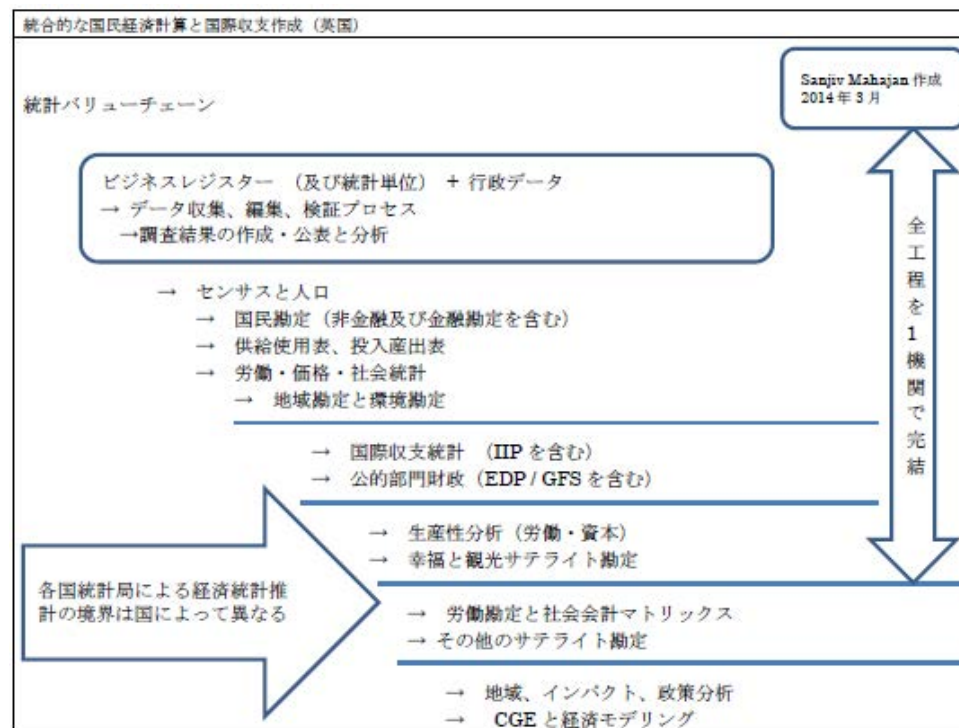 統合的な国民経済計算と国際収支作成（英国）
Sanjiv Mahajan 作成
2014 年 3 月
統計バリューチェーン
ビジネスレジスター （及び統計単位） + 行政データ
→ データ収集、編集、検証プロセス
→調査結果の作成・公表と分析
→ センサスと人口
→ 国民勘定（非金融及び金融勘定を含む）
→ 供給使用表、投入産出表
→ 労働・価格・社会統計
→ 地域勘定と環境勘定
全工程を1機関で完結
→ 国際収支統計 （IIP を含む）
→ 公的部門財政（EDP / GFS を含む）
→ 生産性分析（労働・資本）
→ 幸福と観光サテライト勘定
各国統計局による経済統計推
計の境界は国によって異なる
→ 労働勘定と社会会計マトリックス
→ その他のサテライト勘定
→ 地域、インパクト、政策分析
→ CGE と経済モデリング